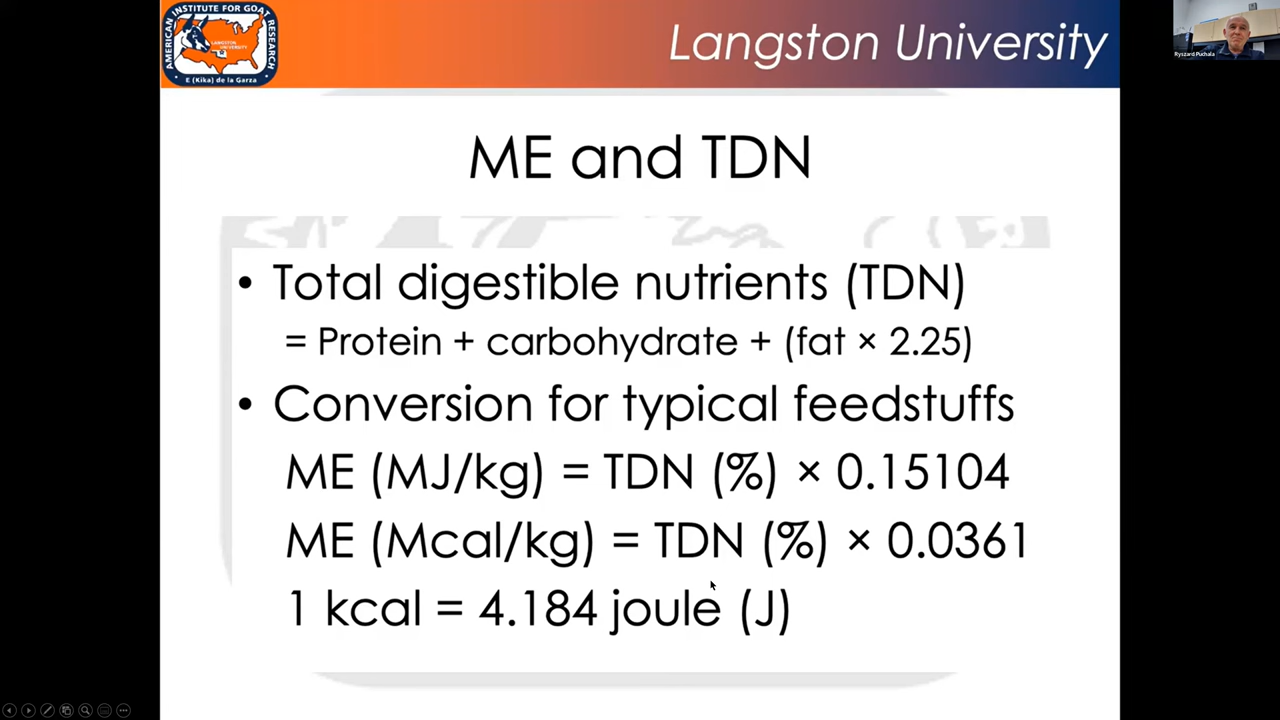 AMERICAN INSTITUTE FOR GOAT RESEARCH
LANGSTON
UNIVERSITY
E (Kika) de la Garza
Langston University
Ryszard Puchala
ME and TDN
• Total digestible nutrients (TDN)
= Protein + carbohydrate + (fat × 2.25)
• Conversion for typical feedstuffs
ME (MJ/kg) = TDN (%) × 0.15104
ME (Mcal/kg) = TDN (%) × 0.0361
1 kcal = 4.184 joule (J)